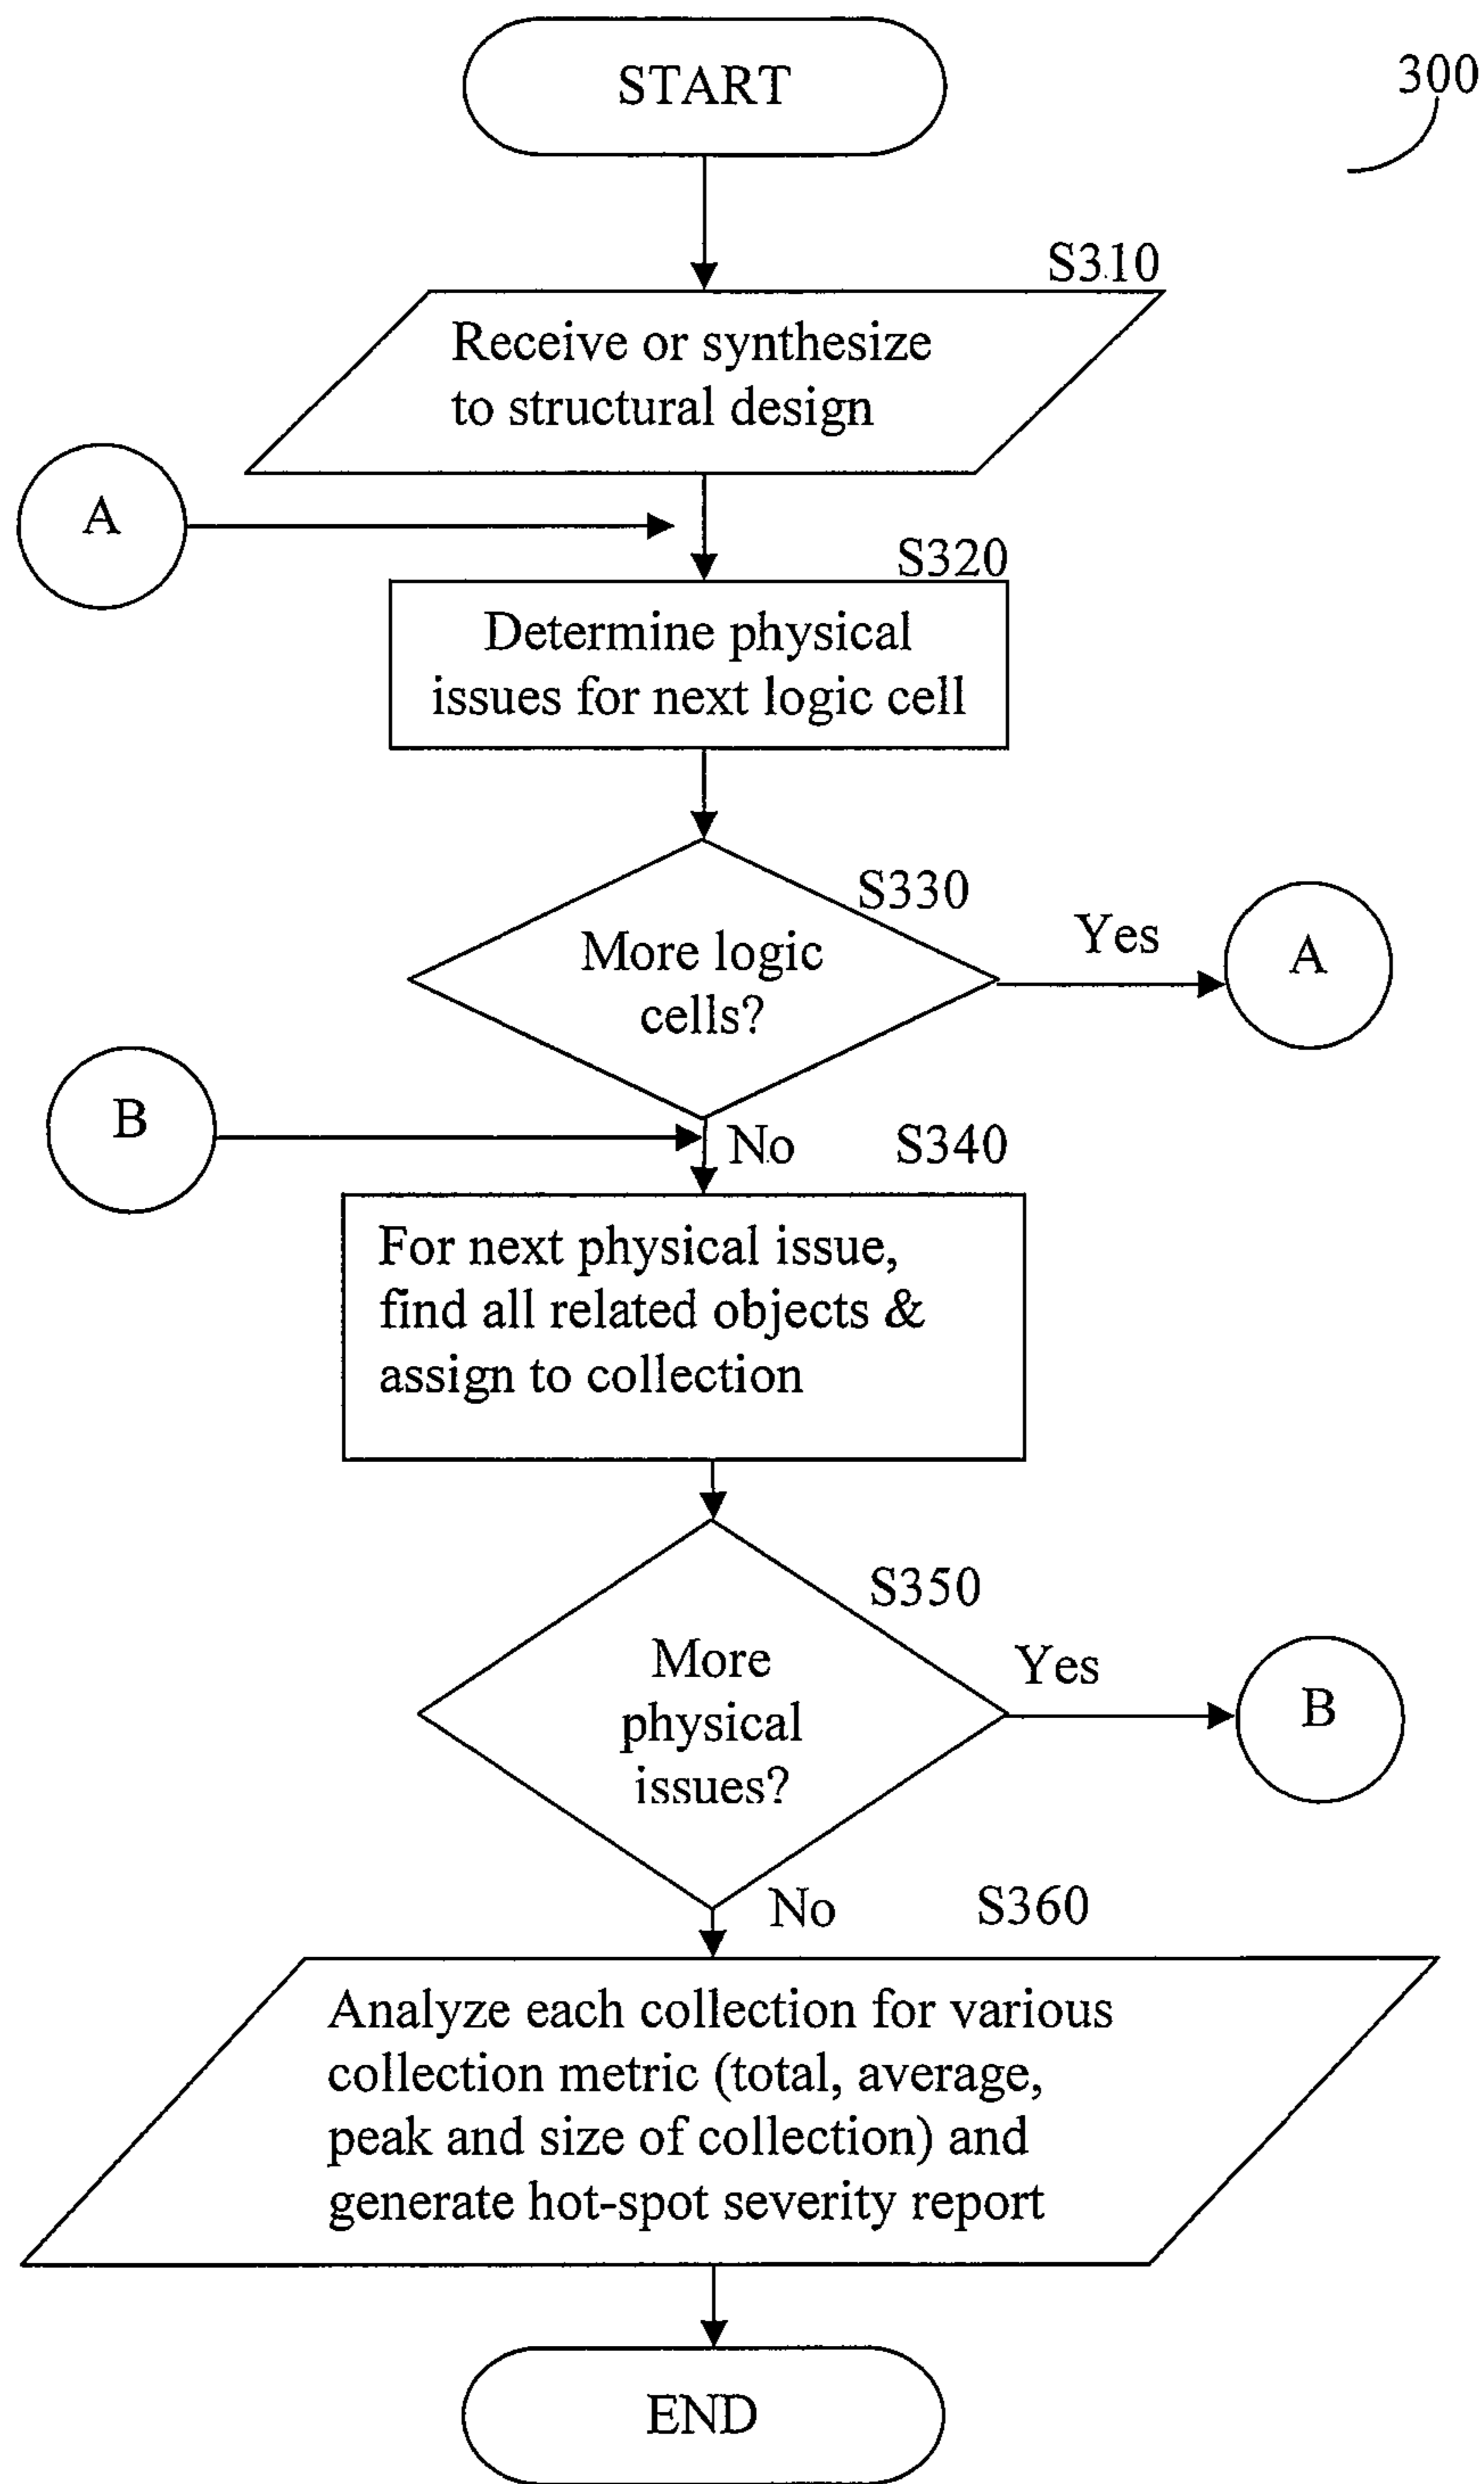 START
300
S310
Receive or synthesize
to structural design
A
S320
Determine physical
issues for next logic cell
S330
More logic
cells?
Yes
A
B
No
S340
For next physical issue,
find all related objects &
assign to collection
S350
More
physical
issues?
Yes
B
No
S360
Analyze each collection for various
collection metric (total, average,
peak and size of collection) and
generate hot-spot severity report
END